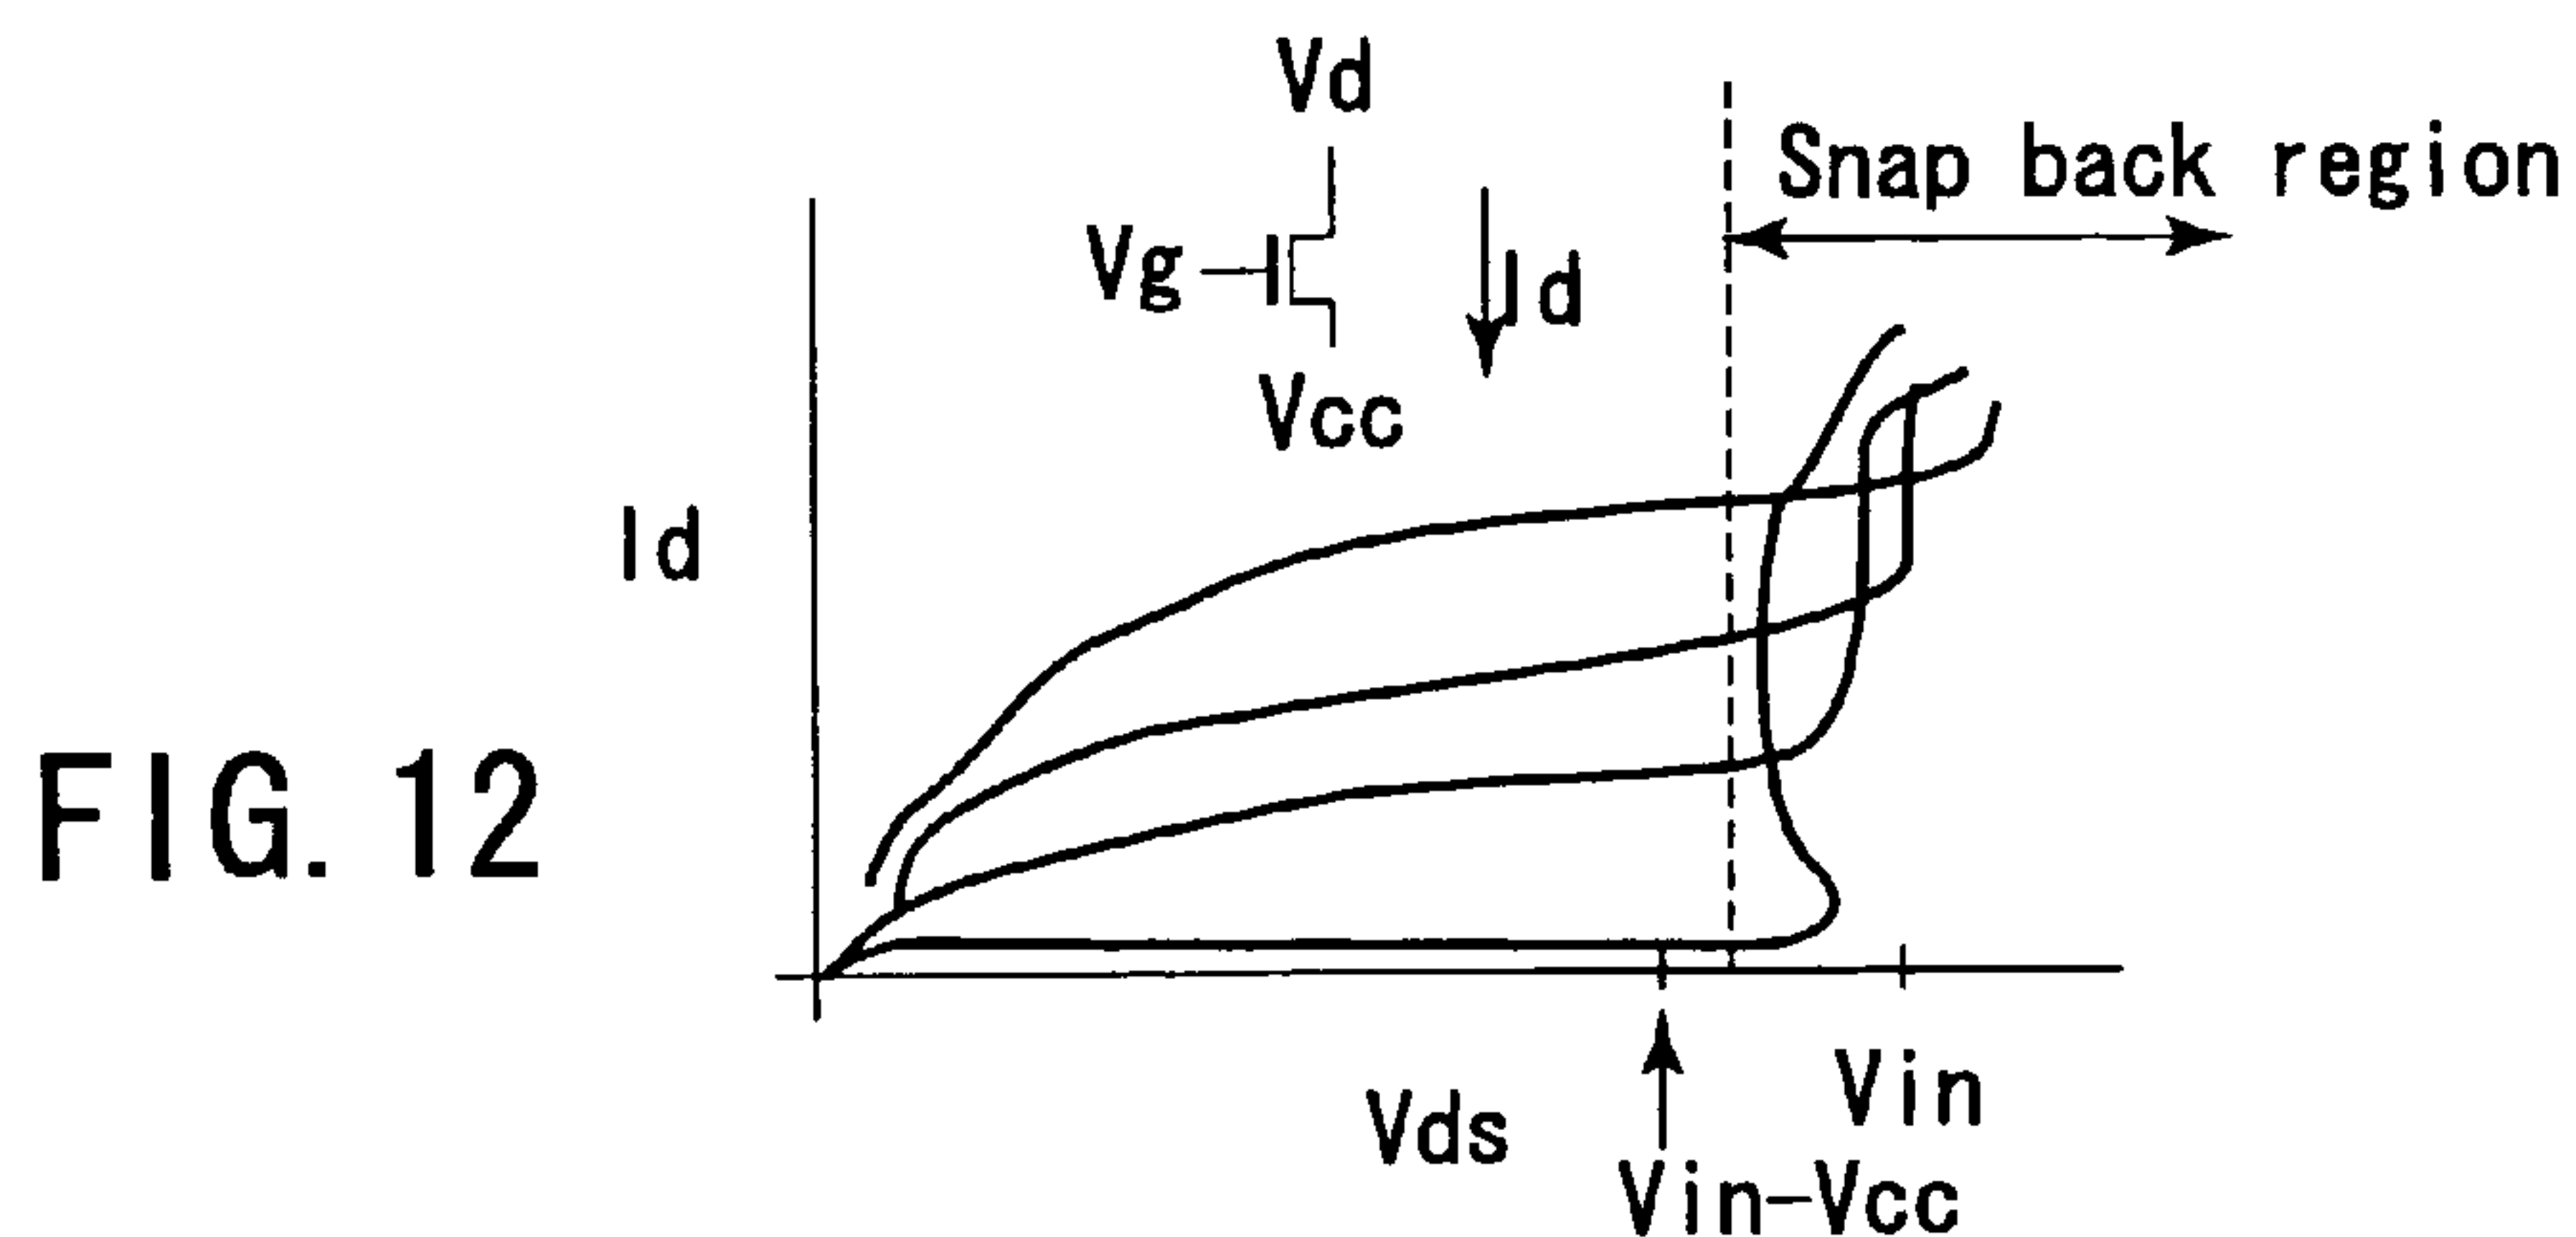 Vd
Snap back region
Vg
Id
Vcc
Id
FIG. 12
Vin
Vds
Vin-Vcc